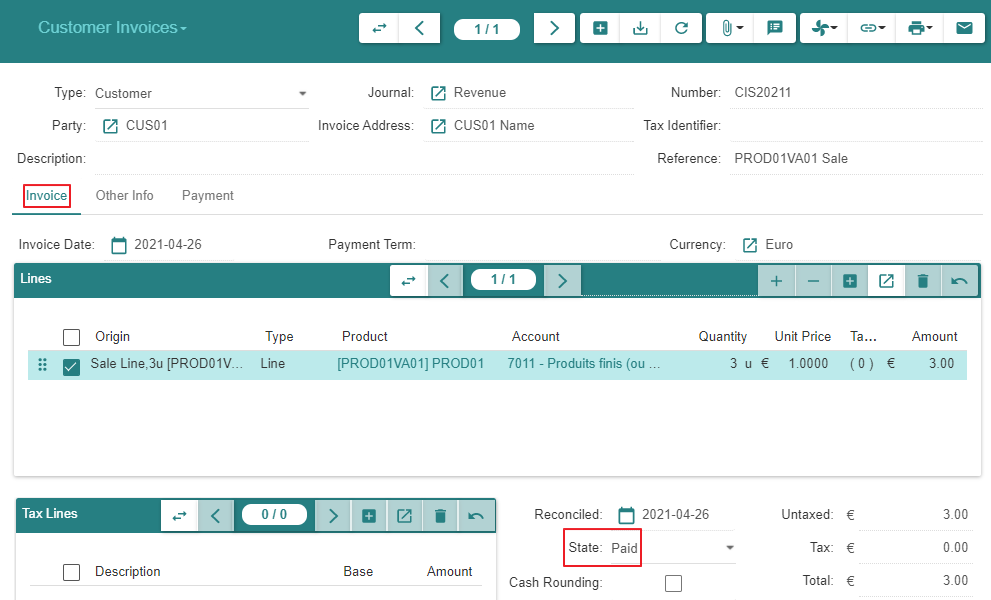 Customer Invoices
1 / 1
Type: Customer Journal: Revenue Number: CIS20211
Party: CUS01 Invoice Address: CUS01 Name Tax Identifier:
Description: Reference: PROD01VA01 Sale
Invoice Other Info Payment
Invoice Date: 2021-04-26 Payment Term: Currency: Euro
Lines 1 / 1
Origin Type Product Account Quantity Unit Price Ta... Amount
Sale Line,3u [PROD01V... Line [PROD01VA01] PROD01 7011 - Produits finis (ou ... 3 u € 1.0000 ( 0 ) € 3.00
Tax Lines 0 / 0
Description Base Amount
Reconciled: 2021-04-26 Untaxed: € 3.00
State: Paid Tax: € 0.00
Cash Rounding: Total: € 3.00